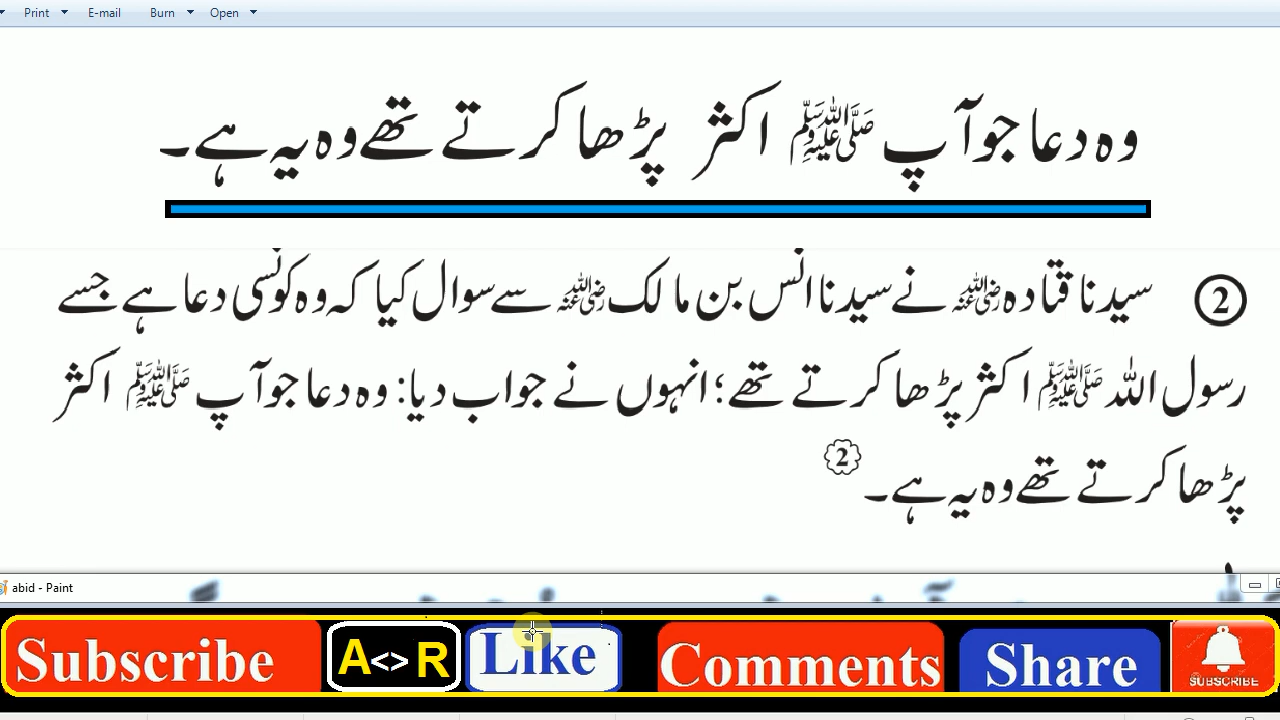 Print E-mail Burn Open
وہ دعا جو آپ ﷺ اکثر پڑھا کرتے تھے وہ یہ ہے۔
② سیدنا قتادہ رضی اللہ عنہ نے سیدنا انس بن مالک رضی اللہ عنہ سے سوال کیا کہ وہ کونسی دعا ہے جسے
رسول اللہ ﷺ اکثر پڑھا کرتے تھے؛ انہوں نے جواب دیا: وہ دعا جو آپ ﷺ اکثر
پڑھا کرتے تھے وہ یہ ہے۔ 2
abid - Paint
Subscribe A<>R Like Comments Share SUBSCRIBE